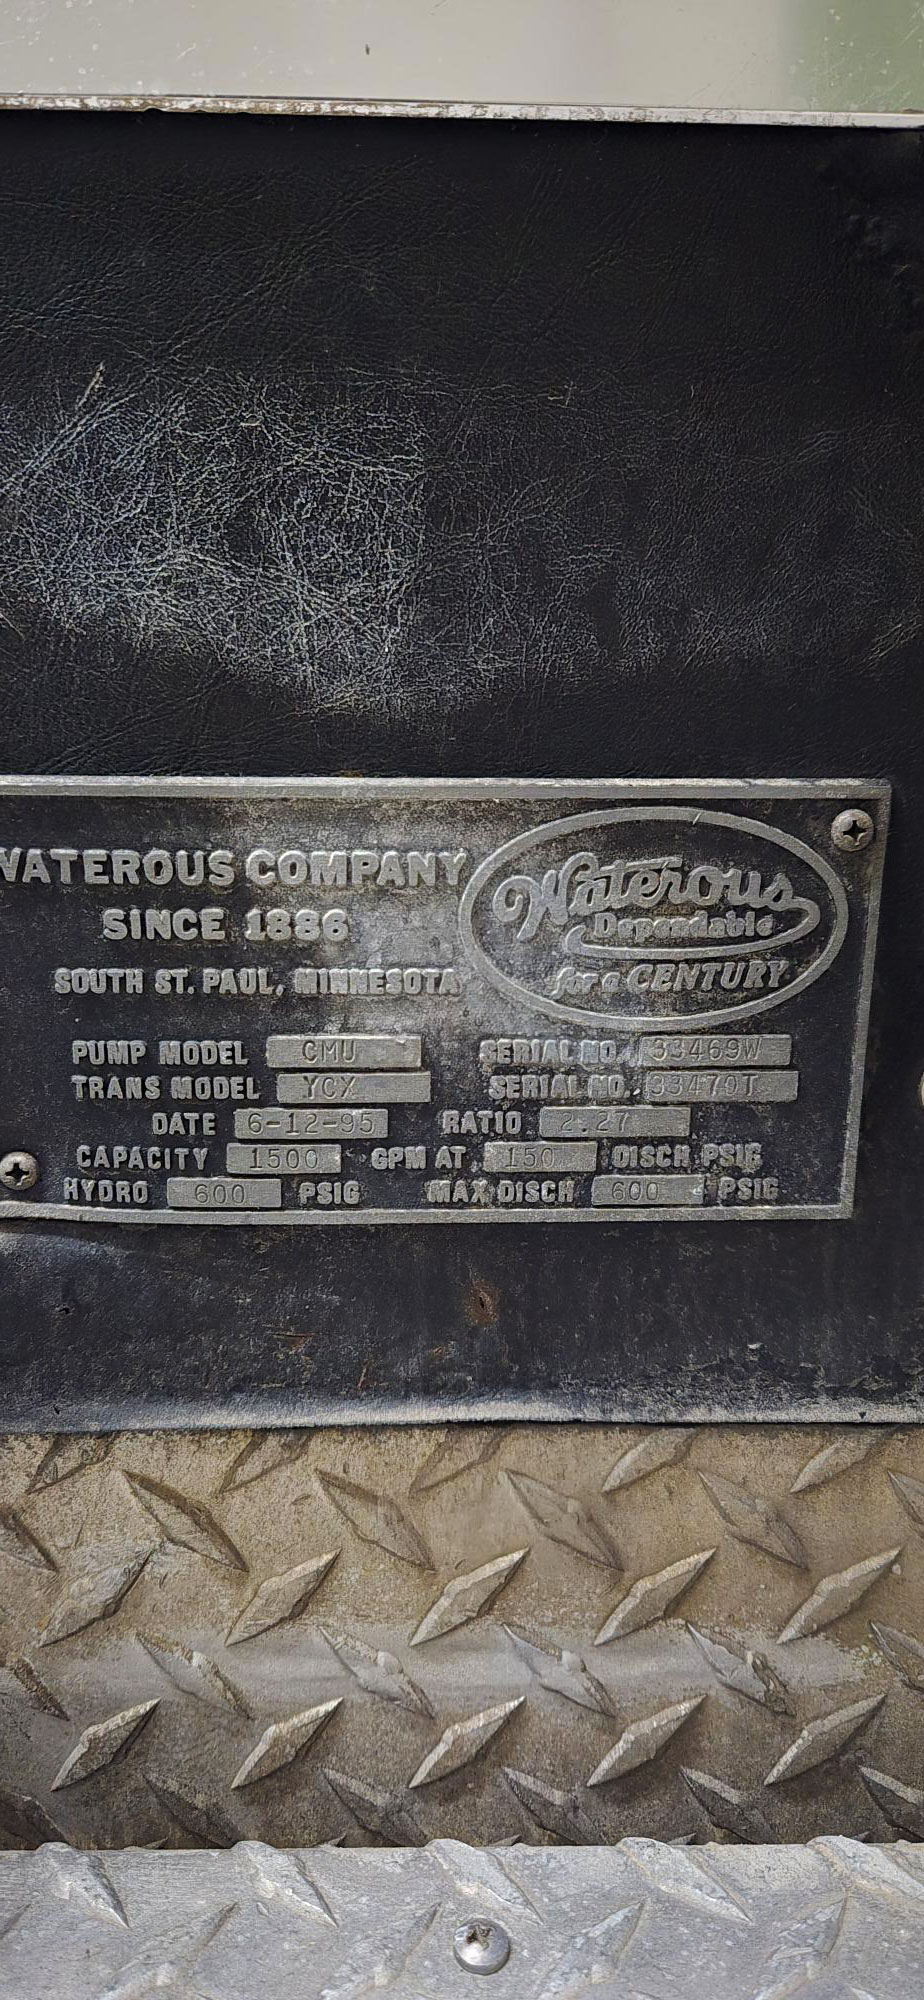 WATEROUS COMPANY
SINCE 1886
SOUTH ST. PAUL, MINNESOTA
Waterous
Dependable
for a CENTURY
PUMP MODEL CMU SERIAL NO. 33469W
TRANS MODEL YCX SERIAL NO. 33470T
DATE 6-12-95 RATIO 2.27
CAPACITY 1500 GPM AT 150 DISCH PSIG
HYDRO 600 PSIG MAX DISCH 600 PSIG